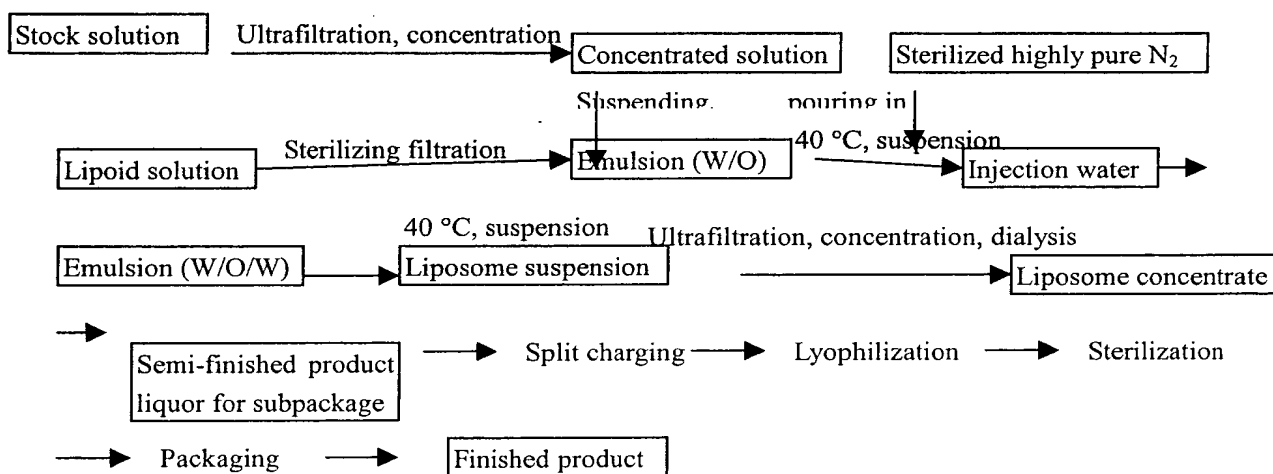 Stock solution Ultrafiltration, concentration
Concentrated solution Sterilized highly pure N₂
Suspending, pouring in
40 °C, suspension
Lipoid solution Sterilizing filtration Emulsion (W/O) Injection water
40 °C, suspension Ultrafiltration, concentration, dialysis
Emulsion (W/O/W) Liposome suspension Liposome concentrate
Semi-finished product Split charging Lyophilization Sterilization
liquor for subpackage
Packaging Finished product